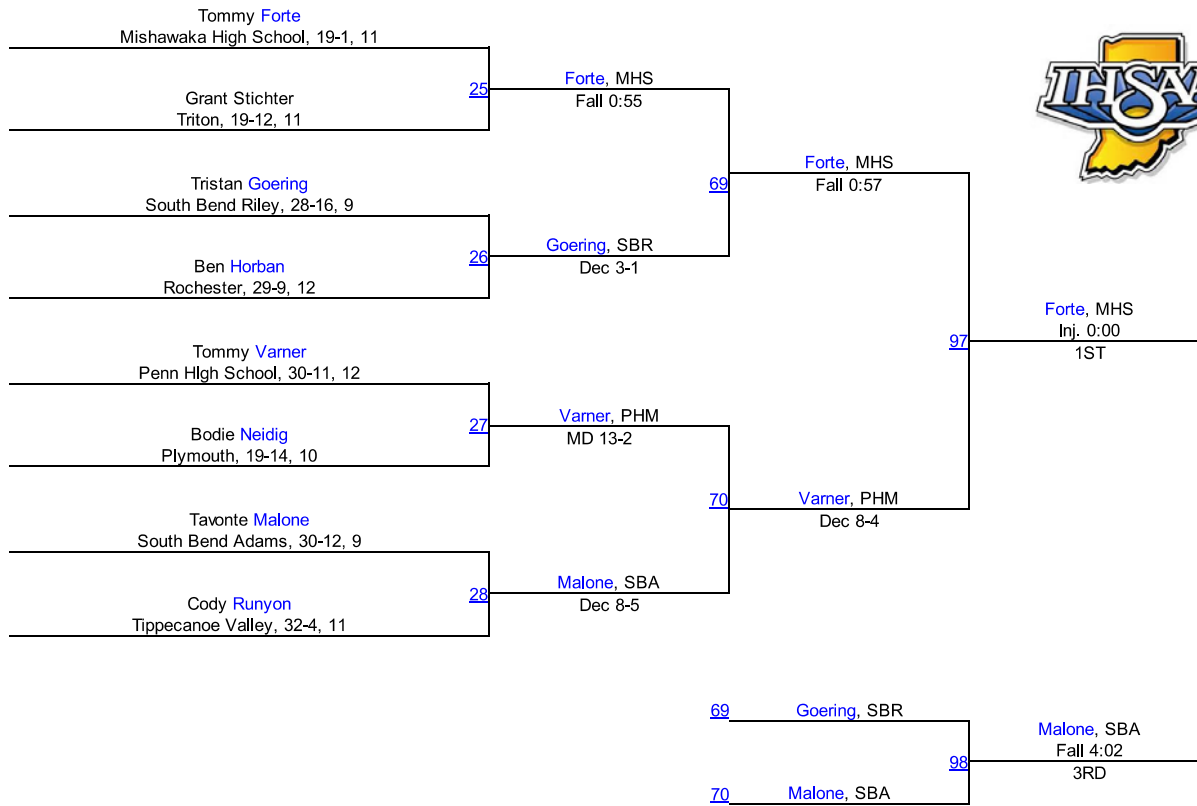 Tommy Forte
Mishawaka High School, 19-1, 11
25
Forte, MHS
Fall 0:55
Grant Stichter
Triton, 19-12, 11
IHSAA
Forte, MHS
Fall 0:57
69
Tristan Goering
South Bend Riley, 28-16, 9
26
Goering, SBR
Dec 3-1
Ben Horban
Rochester, 29-9, 12
Forte, MHS
Inj. 0:00
1ST
97
Tommy Varner
Penn HIgh School, 30-11, 12
27
Varner, PHM
MD 13-2
Bodie Neidig
Plymouth, 19-14, 10
70
Varner, PHM
Dec 8-4
Tavonte Malone
South Bend Adams, 30-12, 9
28
Malone, SBA
Dec 8-5
Cody Runyon
Tippecanoe Valley, 32-4, 11
69
Goering, SBR
98
Malone, SBA
Fall 4:02
3RD
70
Malone, SBA